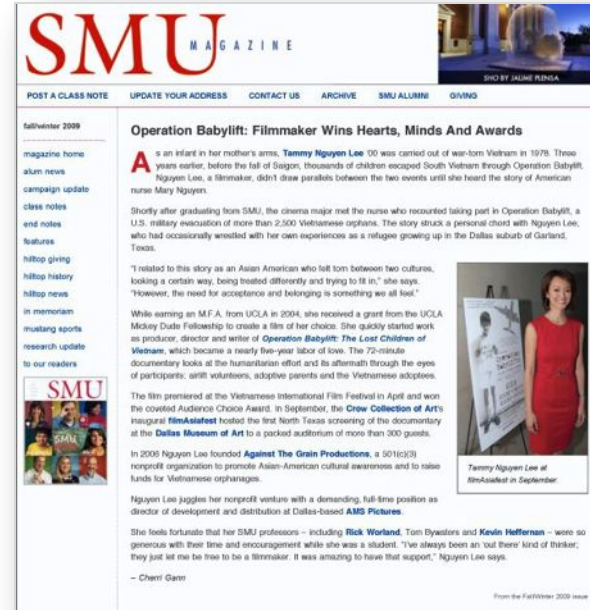 SMU
MAGAZINE
SHO BY JAUME PLENSA
POST A CLASS NOTE UPDATE YOUR ADDRESS CONTACT US ARCHIVE SMU ALUMNI GIVING
fall/winter 2009
magazine home
alum news
campaign update
class notes
end notes
features
hilltop giving
hilltop history
hilltop news
in memoriam
mustang sports
research update
to our readers
SMU
Operation Babylift: Filmmaker Wins Hearts, Minds And Awards
As an infant in her mother's arms, Tammy Nguyen Lee '00 was carried out of war-torn Vietnam in 1978. Three
years earlier, before the fall of Saigon, thousands of children escaped South Vietnam through Operation Babylift.
Nguyen Lee, a filmmaker, didn't draw parallels between the two events until she heard the story of American
nurse Mary Nguyen.
Shortly after graduating from SMU, the cinema major met the nurse who recounted taking part in Operation Babylift, a
U.S. military evacuation of more than 2,500 Vietnamese orphans. The story struck a personal chord with Nguyen Lee,
who had occasionally wrestled with her own experiences as a refugee growing up in the Dallas suburb of Garland,
Texas.
"I related to this story as an Asian American who felt torn between two cultures,
looking a certain way, being treated differently and trying to fit in," she says.
"However, the need for acceptance and belonging is something we all feel."
While earning an M.F.A. from UCLA in 2004, she received a grant from the UCLA
Mickey Dude Fellowship to create a film of her choice. She quickly started work
as producer, director and writer of Operation Babylift: The Lost Children of
Vietnam, which became a nearly five-year labor of love. The 72-minute
documentary looks at the humanitarian effort and its aftermath through the eyes
of participants; airlift volunteers, adoptive parents and the Vietnamese adoptees.
The film premiered at the Vietnamese International Film Festival in April and won
the coveted Audience Choice Award. In September, the Crow Collection of Art's
inaugural filmAsiafest hosted the first North Texas screening of the documentary
at the Dallas Museum of Art to a packed auditorium of more than 300 guests.
In 2006 Nguyen Lee founded Against The Grain Productions, a 501(c)(3)
nonprofit organization to promote Asian-American cultural awareness and to raise
funds for Vietnamese orphanages.
Tammy Nguyen Lee at
filmAsiafest in September.
Nguyen Lee juggles her nonprofit venture with a demanding, full-time position as
director of development and distribution at Dallas-based AMS Pictures.
She feels fortunate that her SMU professors – including Rick Worland, Tom Bywaters and Kevin Heffernan – were so
generous with their time and encouragement while she was a student. "I've always been an 'out there' kind of thinker;
they just let me be free to be a filmmaker. It was amazing to have that support," Nguyen Lee says.
– Cherri Gann
From the Fall/Winter 2009 issue